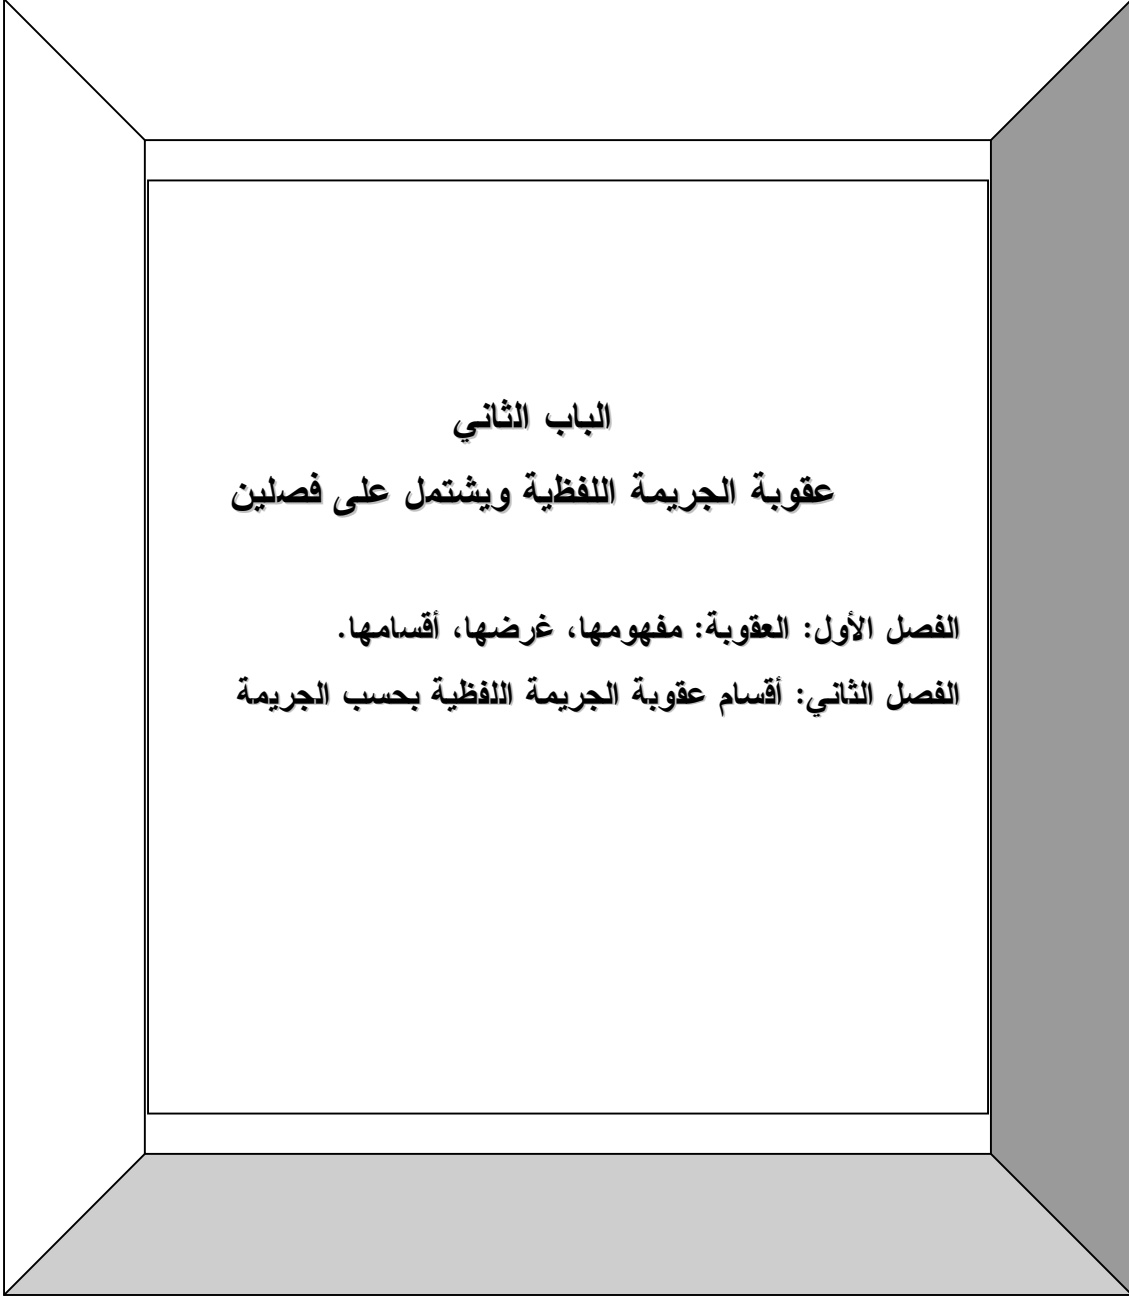 الباب الثاني
عقوبة الجريمة اللفظية ويشتمل على فصلين
الفصل الأول: العقوبة: مفهومها، غرضها، أقسامها.
الفصل الثاني: أقسام عقوبة الجريمة اللفظية بحسب الجريمة